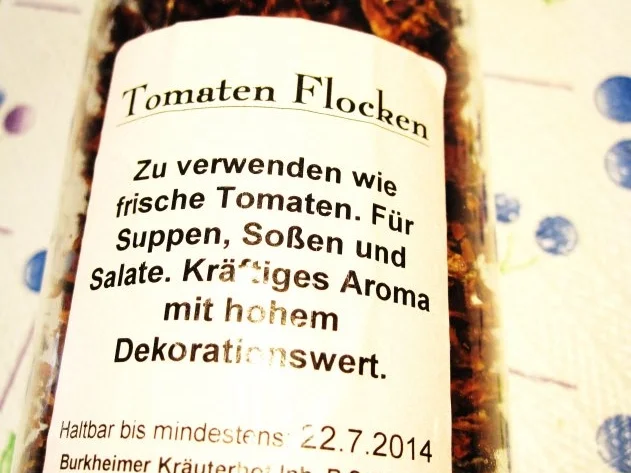 Tomaten Flocken
Zu verwenden wie
frische Tomaten. Für
Suppen, Soßen und
Salate. Kräftiges Aroma
mit hohem
Dekorationswert.
Haltbar bis mindestens: 22.7.2014
Burkheimer Kräuterhof Inh.